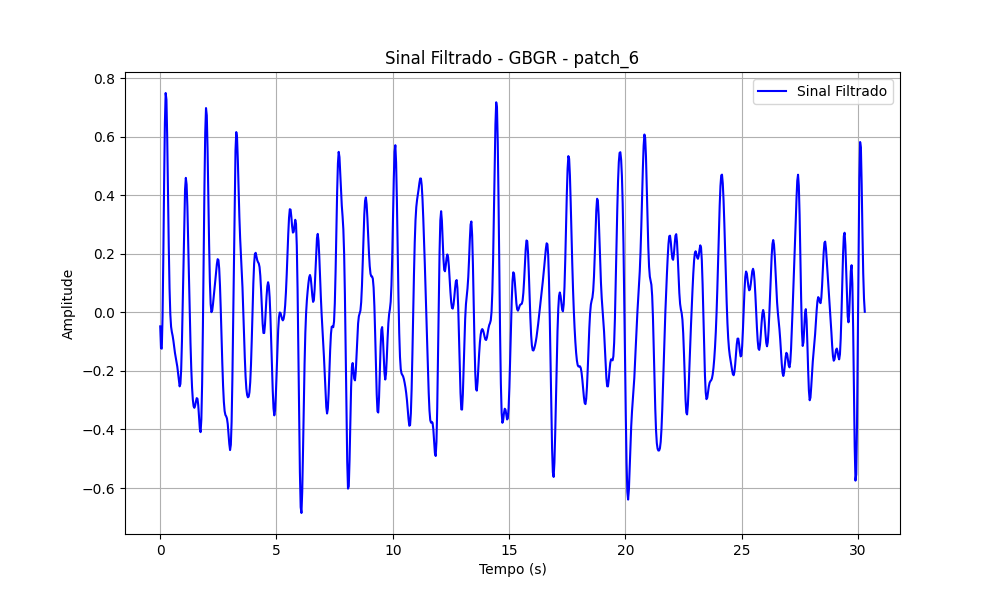 Sinal Filtrado - GBGR - patch_6
Sinal Filtrado
Amplitude
0.8
0.6
0.4
0.2
0.0
−0.2
−0.4
−0.6
0 5 10 15 20 25 30
Tempo (s)